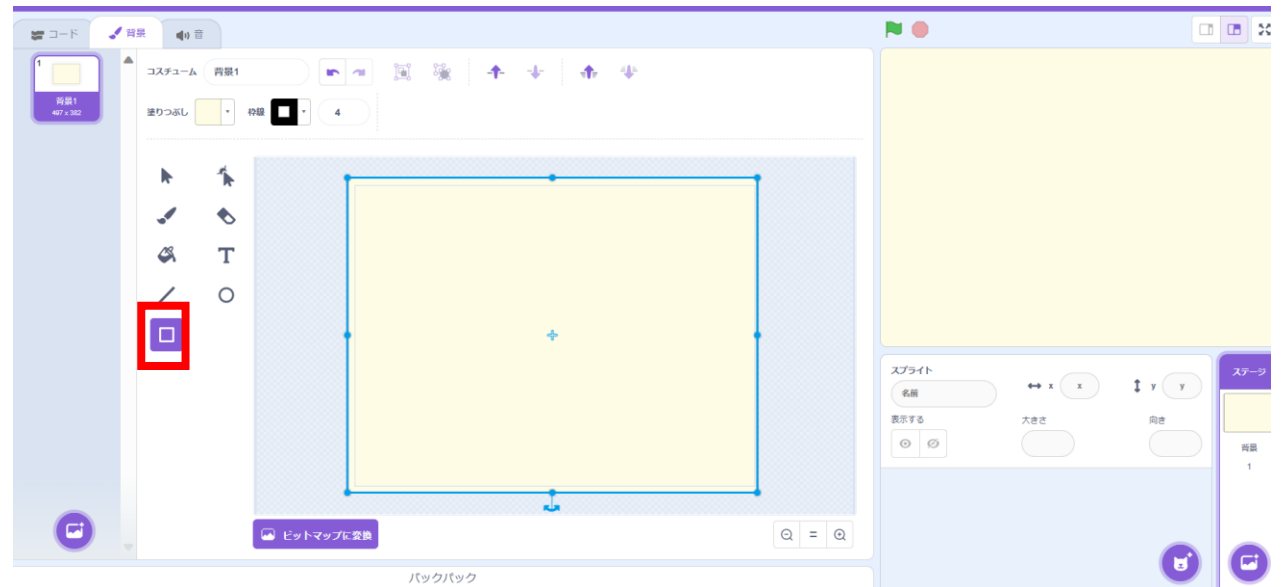 コード 背景 音
1
背景1
497 x 382
コスチューム 背景1
塗りつぶし 枠線 4
T
ビットマップに変換
バックパック
スプライト
名前
x x
y y
表示する
大きさ
向き
ステージ
背景
1